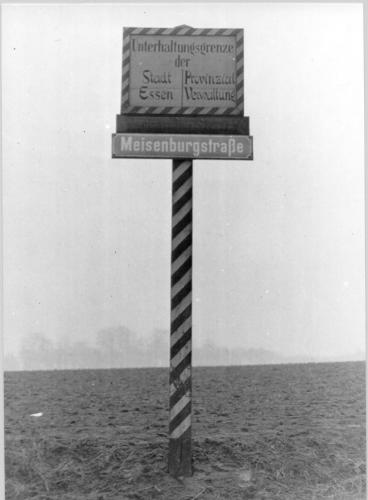 Unterhaltungsgrenze
der
Stadt Provinzial
Essen Verwaltung
Meisenburgstraße